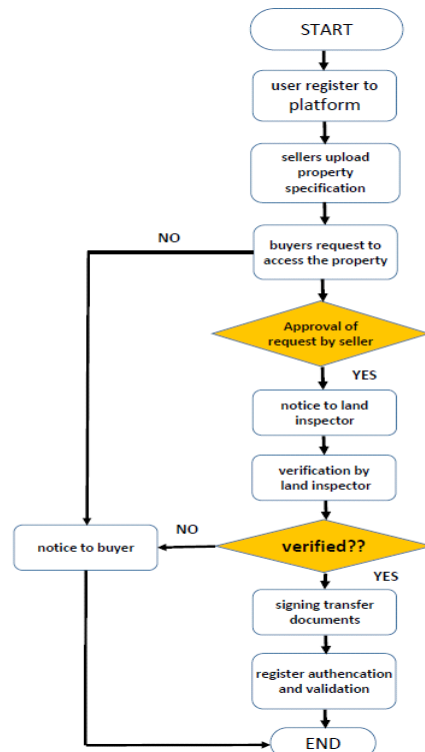 START
user register to
platform
sellers upload
property
specification
NO
buyers request to
access the property
Approval of
request by seller
YES
notice to land
inspector
verification by
land inspector
notice to buyer
NO
verified??
YES
signing transfer
documents
register authencation
and validation
END